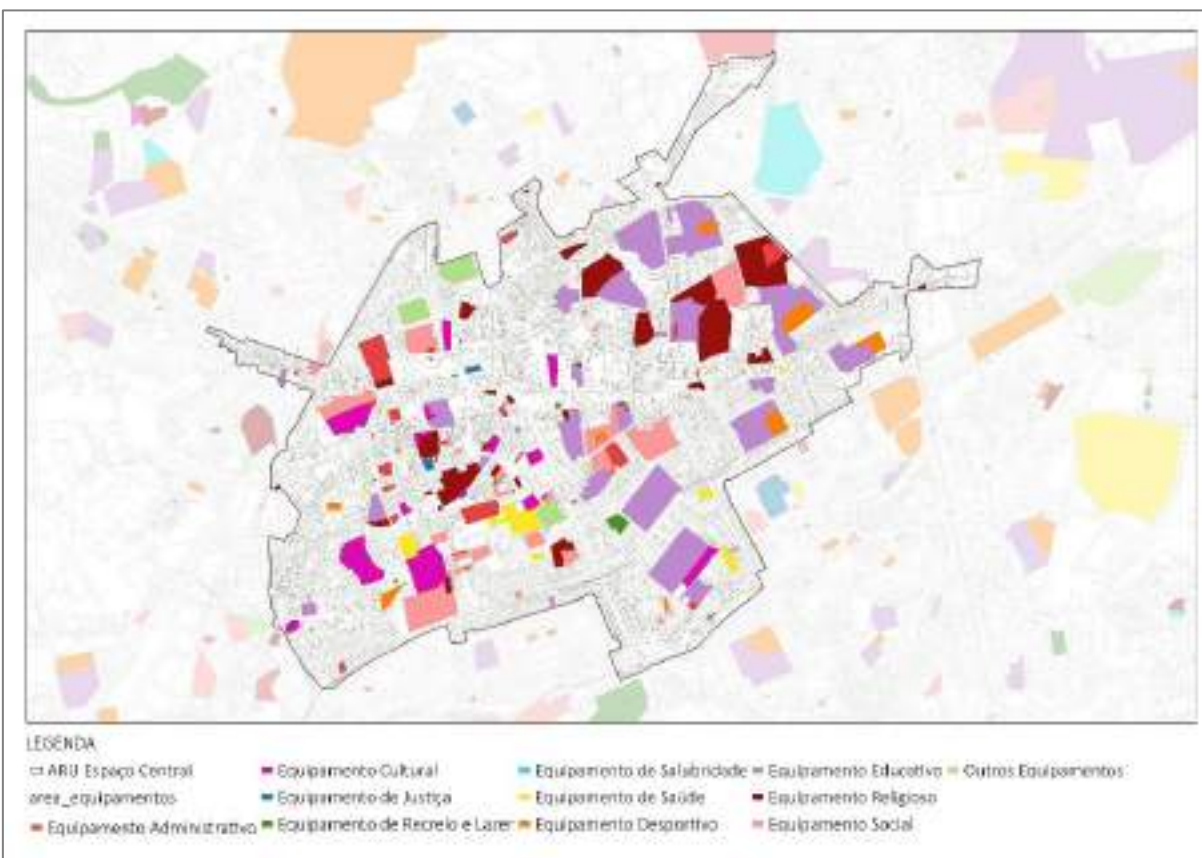 LEGENDA
ARU Espaço Central
Equipamento Cultural
Equipamento de Salubridade
Equipamento Educativo
Outros Equipamentos
area_equipamentos
Equipamento de Justiça
Equipamento de Saúde
Equipamento Religioso
Equipamento Administrativo
Equipamento de Recreio e Lazer
Equipamento Desportivo
Equipamento Social